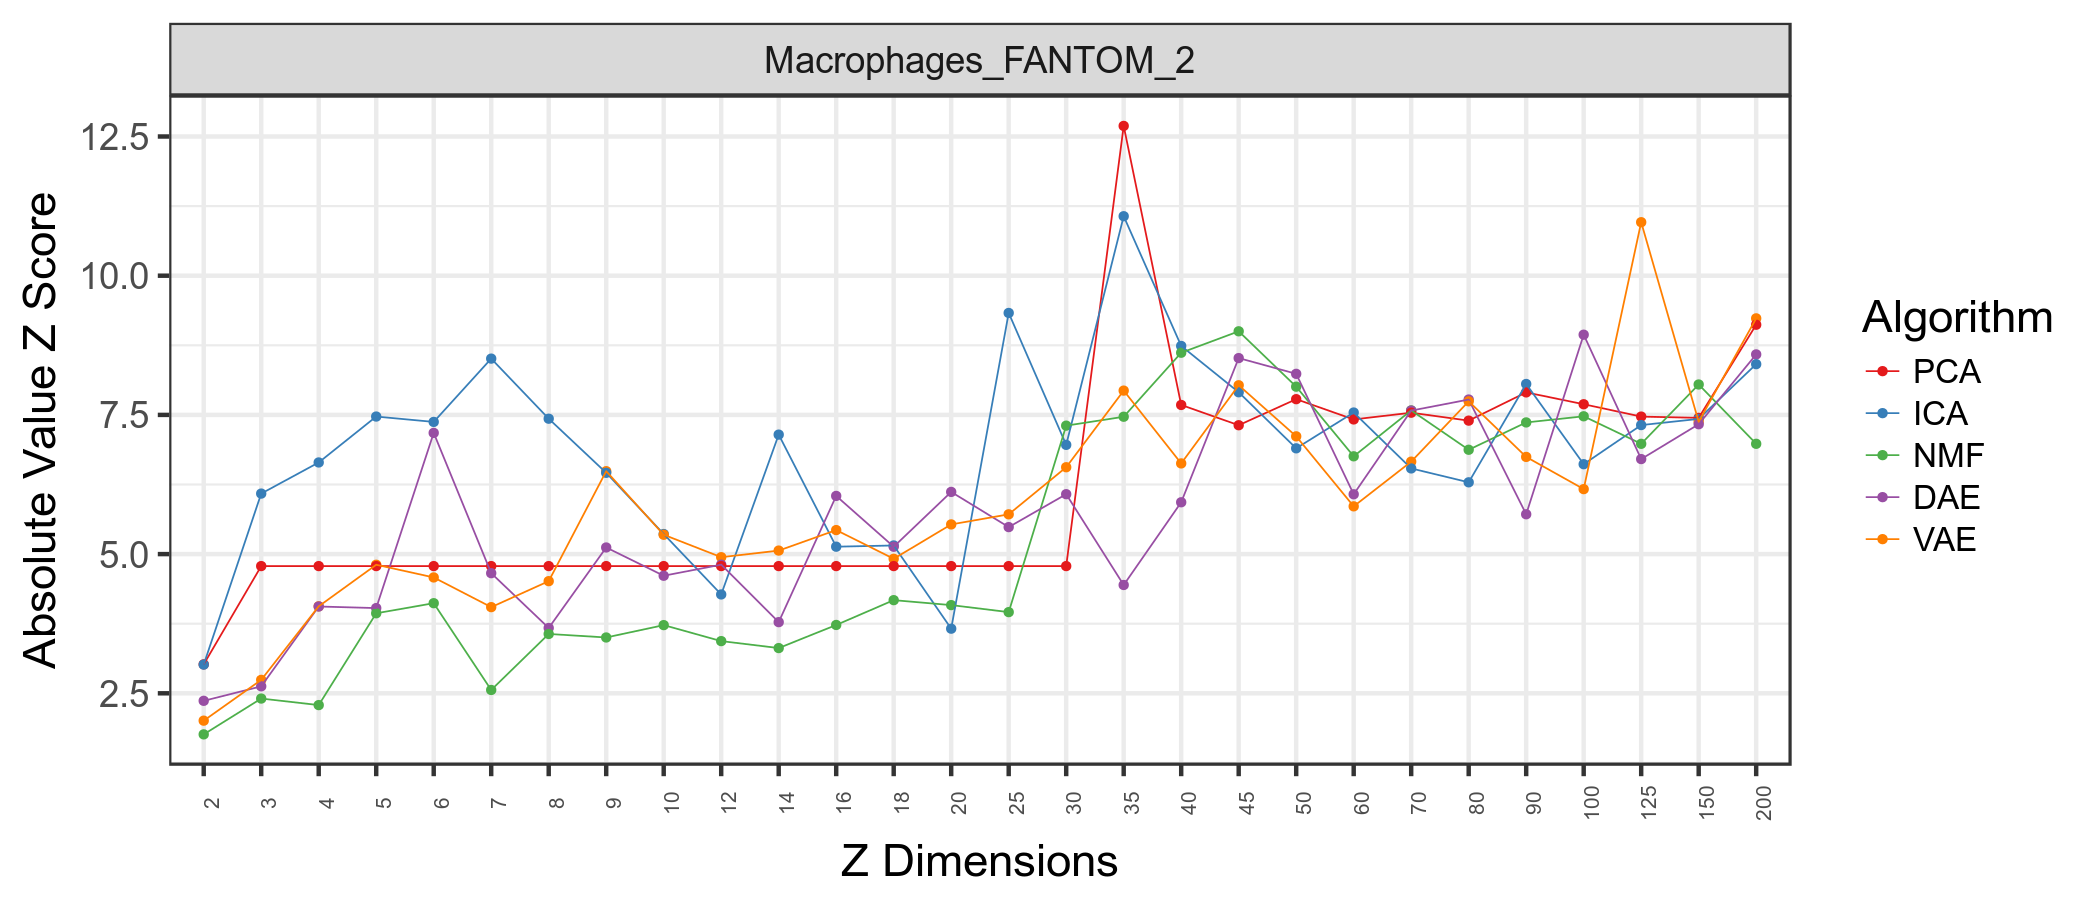 Macrophages_FANTOM_2
Absolute Value Z Score
12.5
10.0
7.5
5.0
2.5
2 3 4 5 6 7 8 9 10 12 14 16 18 20 25 30 35 40 45 50 60 70 80 90 100 125 150 200
Z Dimensions
Algorithm
PCA
ICA
NMF
DAE
VAE